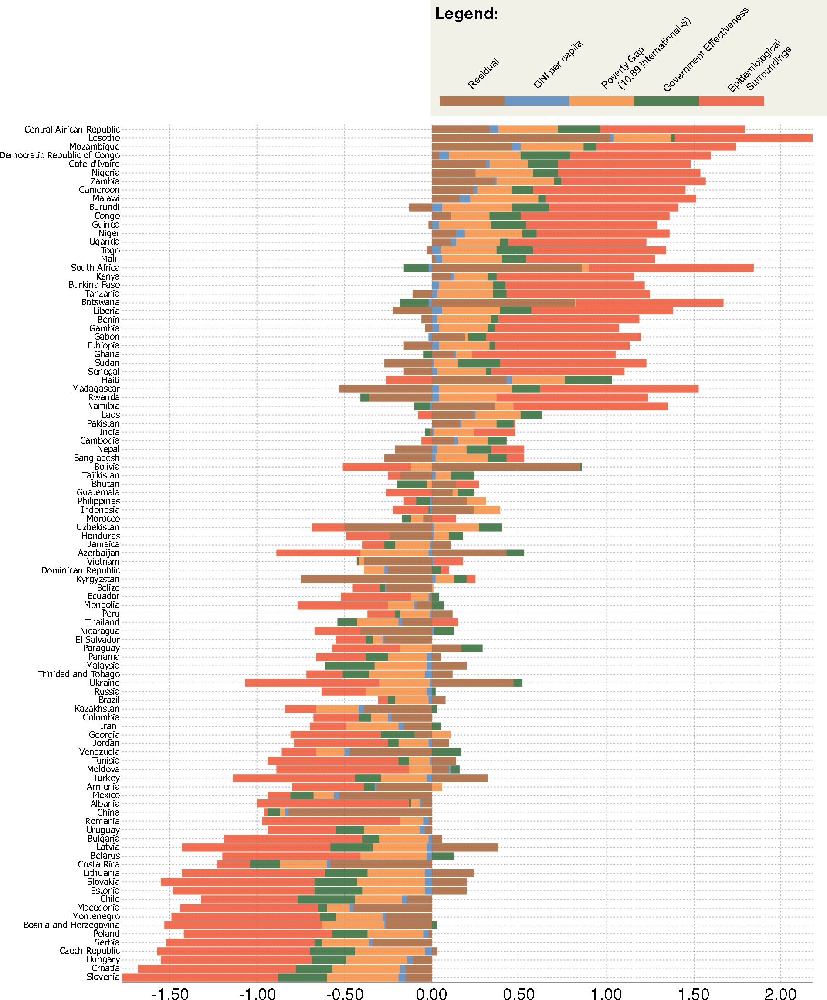 Legend:
Residual
GNI per capita
Poverty Gap
(10.89 international-$)
Government Effectiveness
Epidemiological
Surroundings
Central African Republic
Lesotho
Mozambique
Democratic Republic of Congo
Cote d'Ivoire
Nigeria
Zambia
Cameroon
Malawi
Burundi
Congo
Guinea
Niger
Uganda
Togo
Mali
South Africa
Kenya
Burkina Faso
Tanzania
Botswana
Liberia
Benin
Gambia
Gabon
Ethiopia
Ghana
Sudan
Senegal
Haiti
Madagascar
Rwanda
Namibia
Laos
Pakistan
India
Cambodia
Nepal
Bangladesh
Bolivia
Tajikistan
Bhutan
Guatemala
Philippines
Indonesia
Morocco
Uzbekistan
Honduras
Jamaica
Azerbaijan
Vietnam
Dominican Republic
Kyrgyzstan
Belize
Ecuador
Mongolia
Peru
Thailand
Nicaragua
El Salvador
Paraguay
Panama
Malaysia
Trinidad and Tobago
Ukraine
Russia
Brazil
Kazakhstan
Colombia
Iran
Georgia
Jordan
Venezuela
Tunisia
Moldova
Turkey
Armenia
Mexico
Albania
China
Romania
Uruguay
Bulgaria
Latvia
Belarus
Costa Rica
Lithuania
Slovakia
Estonia
Chile
Macedonia
Montenegro
Bosnia and Herzegovina
Poland
Serbia
Czech Republic
Hungary
Croatia
Slovenia
-1.50 -1.00 -0.50 0.00 0.50 1.00 1.50 2.00